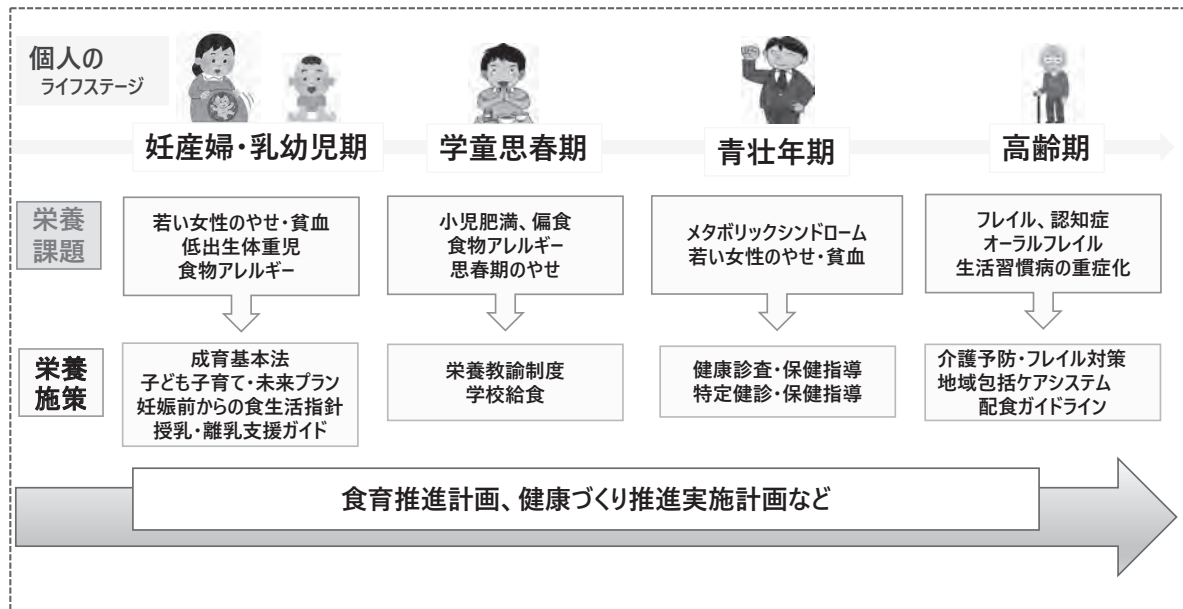 個人の
ライフステージ
妊産婦・乳幼児期
学童思春期
青壮年期
高齢期
栄養
課題
若い女性のやせ・貧血
低出生体重児
食物アレルギー
小児肥満、偏食
食物アレルギー
思春期のやせ
メタボリックシンドローム
若い女性のやせ・貧血
フレイル、認知症
オーラルフレイル
生活習慣病の重症化
栄養
施策
成育基本法
子ども子育て・未来プラン
妊娠前からの食生活指針
授乳・離乳支援ガイド
栄養教諭制度
学校給食
健康診査・保健指導
特定健診・保健指導
介護予防・フレイル対策
地域包括ケアシステム
配食ガイドライン
食育推進計画、健康づくり推進実施計画など